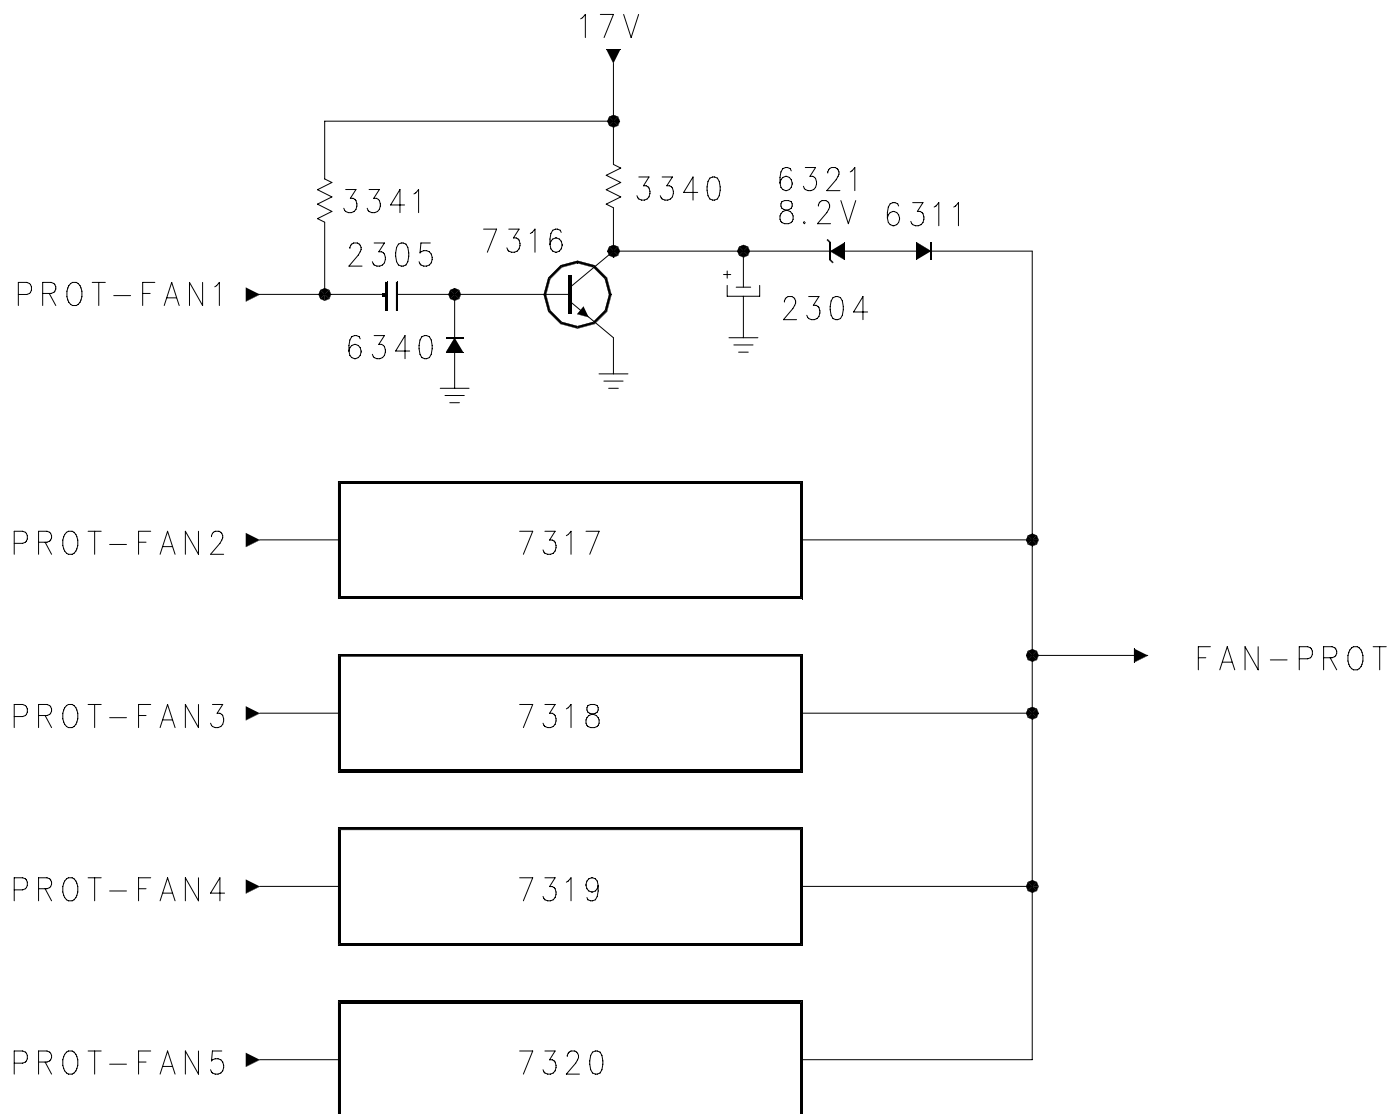 17V
3341
3340
6321
8.2V
6311
7316
2305
PROT-FAN1
2304
6340
+
PROT-FAN2
7317
FAN-PROT
PROT-FAN3
7318
PROT-FAN4
7319
PROT-FAN5
7320